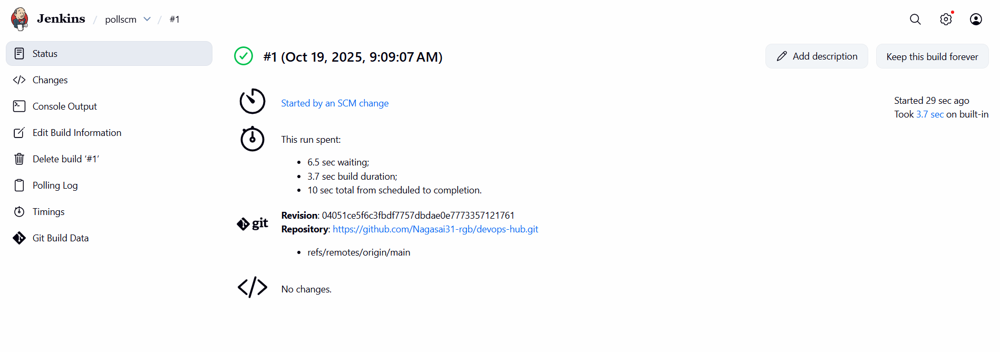 Jenkins / pollscm / #1
Status
Changes
Console Output
Edit Build Information
Delete build ‘#1’
Polling Log
Timings
Git Build Data
#1 (Oct 19, 2025, 9:09:07 AM)
Add description
Keep this build forever
Started by an SCM change
Started 29 sec ago
Took 3.7 sec on built-in
This run spent:
• 6.5 sec waiting;
• 3.7 sec build duration;
• 10 sec total from scheduled to completion.
git
Revision: 04051ce5f6c3fbdf7757dbdae0e7773357121761
Repository: https://github.com/Nagasai31-rgb/devops-hub.git
• refs/remotes/origin/main
No changes.